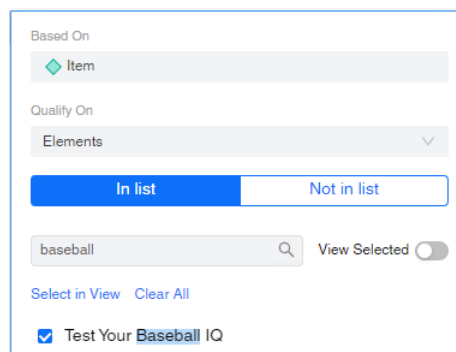 Based On
Item
Qualify On
Elements
In list Not in list
baseball View Selected
Select in View Clear All
Test Your Baseball IQ